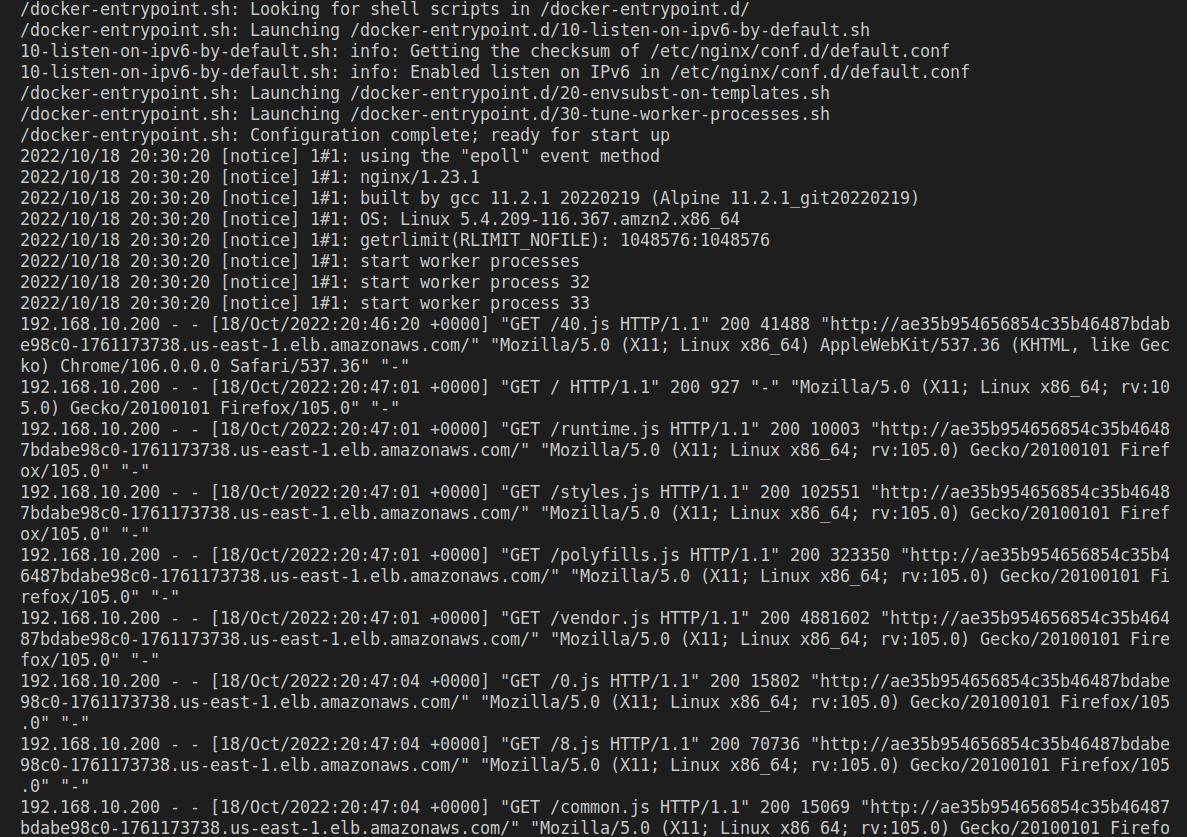 /docker-entrypoint.sh: Looking for shell scripts in /docker-entrypoint.d/
/docker-entrypoint.sh: Launching /docker-entrypoint.d/10-listen-on-ipv6-by-default.sh
10-listen-on-ipv6-by-default.sh: info: Getting the checksum of /etc/nginx/conf.d/default.conf
10-listen-on-ipv6-by-default.sh: info: Enabled listen on IPv6 in /etc/nginx/conf.d/default.conf
/docker-entrypoint.sh: Launching /docker-entrypoint.d/20-envsubst-on-templates.sh
/docker-entrypoint.sh: Launching /docker-entrypoint.d/30-tune-worker-processes.sh
/docker-entrypoint.sh: Configuration complete; ready for start up
2022/10/18 20:30:20 [notice] 1#1: using the "epoll" event method
2022/10/18 20:30:20 [notice] 1#1: nginx/1.23.1
2022/10/18 20:30:20 [notice] 1#1: built by gcc 11.2.1 20220219 (Alpine 11.2.1_git20220219)
2022/10/18 20:30:20 [notice] 1#1: OS: Linux 5.4.209-116.367.amzn2.x86_64
2022/10/18 20:30:20 [notice] 1#1: getrlimit(RLIMIT_NOFILE): 1048576:1048576
2022/10/18 20:30:20 [notice] 1#1: start worker processes
2022/10/18 20:30:20 [notice] 1#1: start worker process 32
2022/10/18 20:30:20 [notice] 1#1: start worker process 33
192.168.10.200 - - [18/Oct/2022:20:46:20 +0000] "GET /40.js HTTP/1.1" 200 41488 "http://ae35b954656854c35b46487bdab
e98c0-1761173738.us-east-1.elb.amazonaws.com/" "Mozilla/5.0 (X11; Linux x86_64) AppleWebKit/537.36 (KHTML, like Gec
ko) Chrome/106.0.0.0 Safari/537.36" "-"
192.168.10.200 - - [18/Oct/2022:20:47:01 +0000] "GET / HTTP/1.1" 200 927 "-" "Mozilla/5.0 (X11; Linux x86_64; rv:10
5.0) Gecko/20100101 Firefox/105.0" "-"
192.168.10.200 - - [18/Oct/2022:20:47:01 +0000] "GET /runtime.js HTTP/1.1" 200 10003 "http://ae35b954656854c35b4648
7bdabe98c0-1761173738.us-east-1.elb.amazonaws.com/" "Mozilla/5.0 (X11; Linux x86_64; rv:105.0) Gecko/20100101 Firef
ox/105.0" "-"
192.168.10.200 - - [18/Oct/2022:20:47:01 +0000] "GET /styles.js HTTP/1.1" 200 102551 "http://ae35b954656854c35b4648
7bdabe98c0-1761173738.us-east-1.elb.amazonaws.com/" "Mozilla/5.0 (X11; Linux x86_64; rv:105.0) Gecko/20100101 Firef
ox/105.0" "-"
192.168.10.200 - - [18/Oct/2022:20:47:01 +0000] "GET /polyfills.js HTTP/1.1" 200 323350 "http://ae35b954656854c35b4
6487bdabe98c0-1761173738.us-east-1.elb.amazonaws.com/" "Mozilla/5.0 (X11; Linux x86_64; rv:105.0) Gecko/20100101 Fi
refox/105.0" "-"
192.168.10.200 - - [18/Oct/2022:20:47:01 +0000] "GET /vendor.js HTTP/1.1" 200 4881602 "http://ae35b954656854c35b464
87bdabe98c0-1761173738.us-east-1.elb.amazonaws.com/" "Mozilla/5.0 (X11; Linux x86_64; rv:105.0) Gecko/20100101 Fire
fox/105.0" "-"
192.168.10.200 - - [18/Oct/2022:20:47:04 +0000] "GET /0.js HTTP/1.1" 200 15802 "http://ae35b954656854c35b46487bdabe
98c0-1761173738.us-east-1.elb.amazonaws.com/" "Mozilla/5.0 (X11; Linux x86_64; rv:105.0) Gecko/20100101 Firefox/105
.0" "-"
192.168.10.200 - - [18/Oct/2022:20:47:04 +0000] "GET /8.js HTTP/1.1" 200 70736 "http://ae35b954656854c35b46487bdabe
98c0-1761173738.us-east-1.elb.amazonaws.com/" "Mozilla/5.0 (X11; Linux x86_64; rv:105.0) Gecko/20100101 Firefox/105
.0" "-"
192.168.10.200 - - [18/Oct/2022:20:47:04 +0000] "GET /common.js HTTP/1.1" 200 15069 "http://ae35b954656854c35b46487
bdabe98c0-1761173738.us-east-1.elb.amazonaws.com/" "Mozilla/5.0 (X11; Linux x86_64; rv:105.0) Gecko/20100101 Firefo